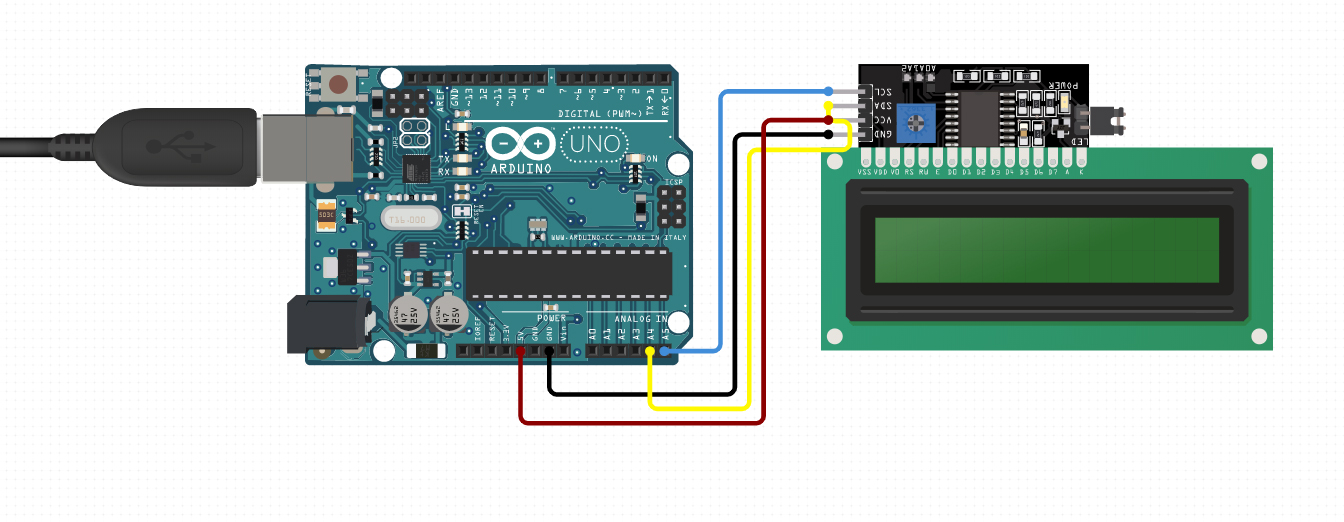 RESET
AREF
GND
~13
12
~11
~10
~9
8
7
~6
~5
4
~3
2
TX→1
RX←0
DIGITAL (PWM~)
L
TX
RX
ARDUINO
UNO
ON
ICSP
RESET
WWW.ARDUINO.CC - MADE IN ITALY
T16-000
47
25V
47
25V
POWER
ANALOG IN
IOREF
RESET
3.3V
5V
GND
GND
Vin
A0
A1
A2
A3
A4
A5
A0A1A2
SCL
SDA
VCC
GND
POWER
LED
VSS
VDD
VO
RS
RW
E
D0
D1
D2
D3
D4
D5
D6
D7
A
K